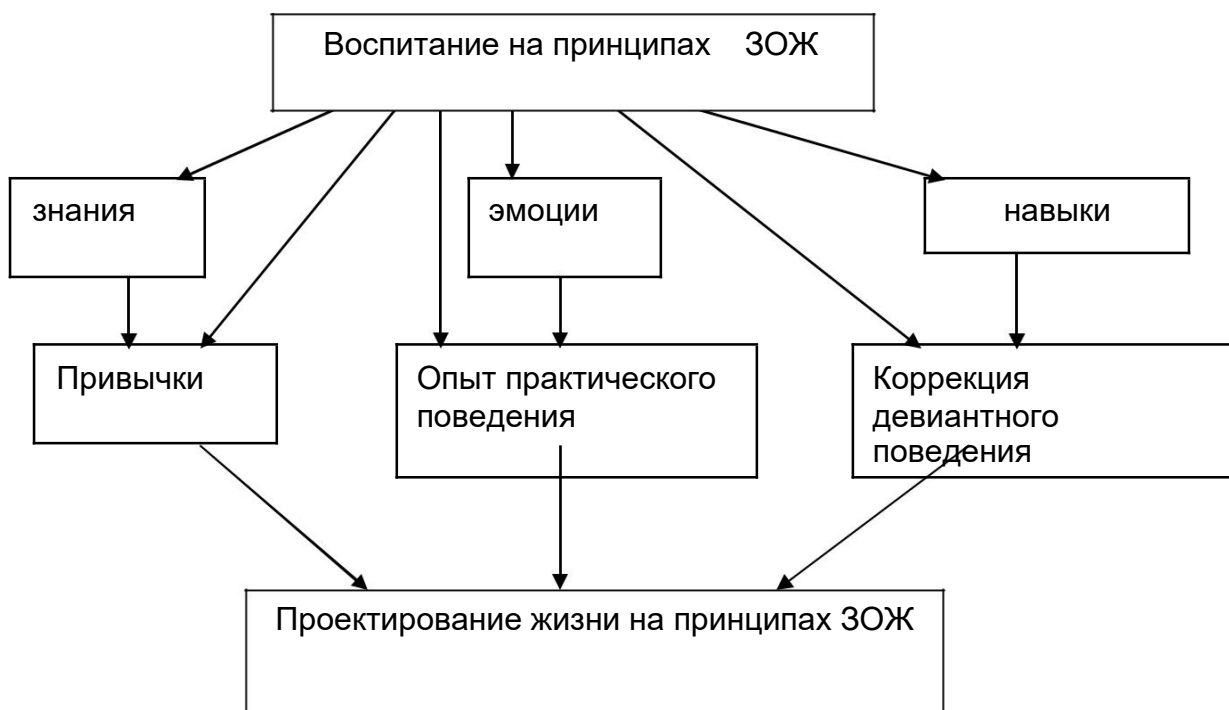 Воспитание на принципах ЗОЖ
знания
эмоции
навыки
Привычки
Опыт практического
поведения
Коррекция
девиантного
поведения
Проектирование жизни на принципах ЗОЖ